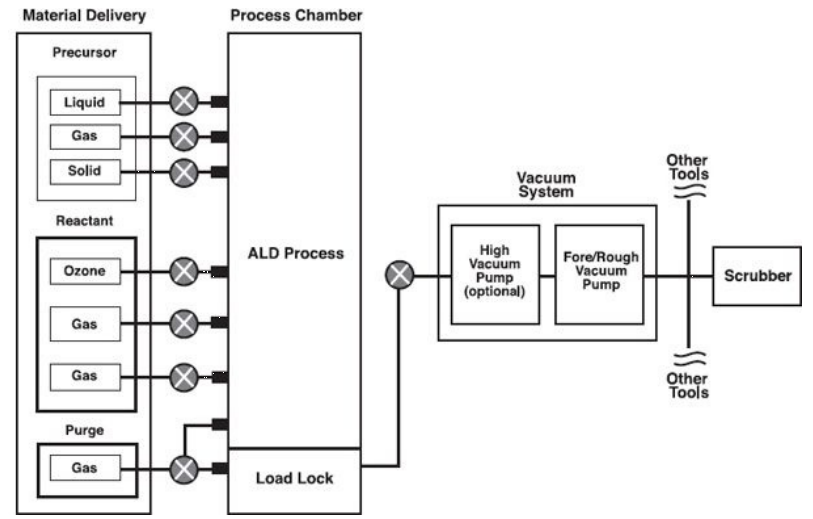 Material Delivery
Process Chamber
Precursor
Liquid
Gas
Solid
Reactant
Ozone
Gas
Gas
Purge
Gas
ALD Process
Load Lock
Vacuum
System
High
Vacuum
Pump
(optional)
Fore/Rough
Vacuum
Pump
Other
Tools
Scrubber
Other
Tools